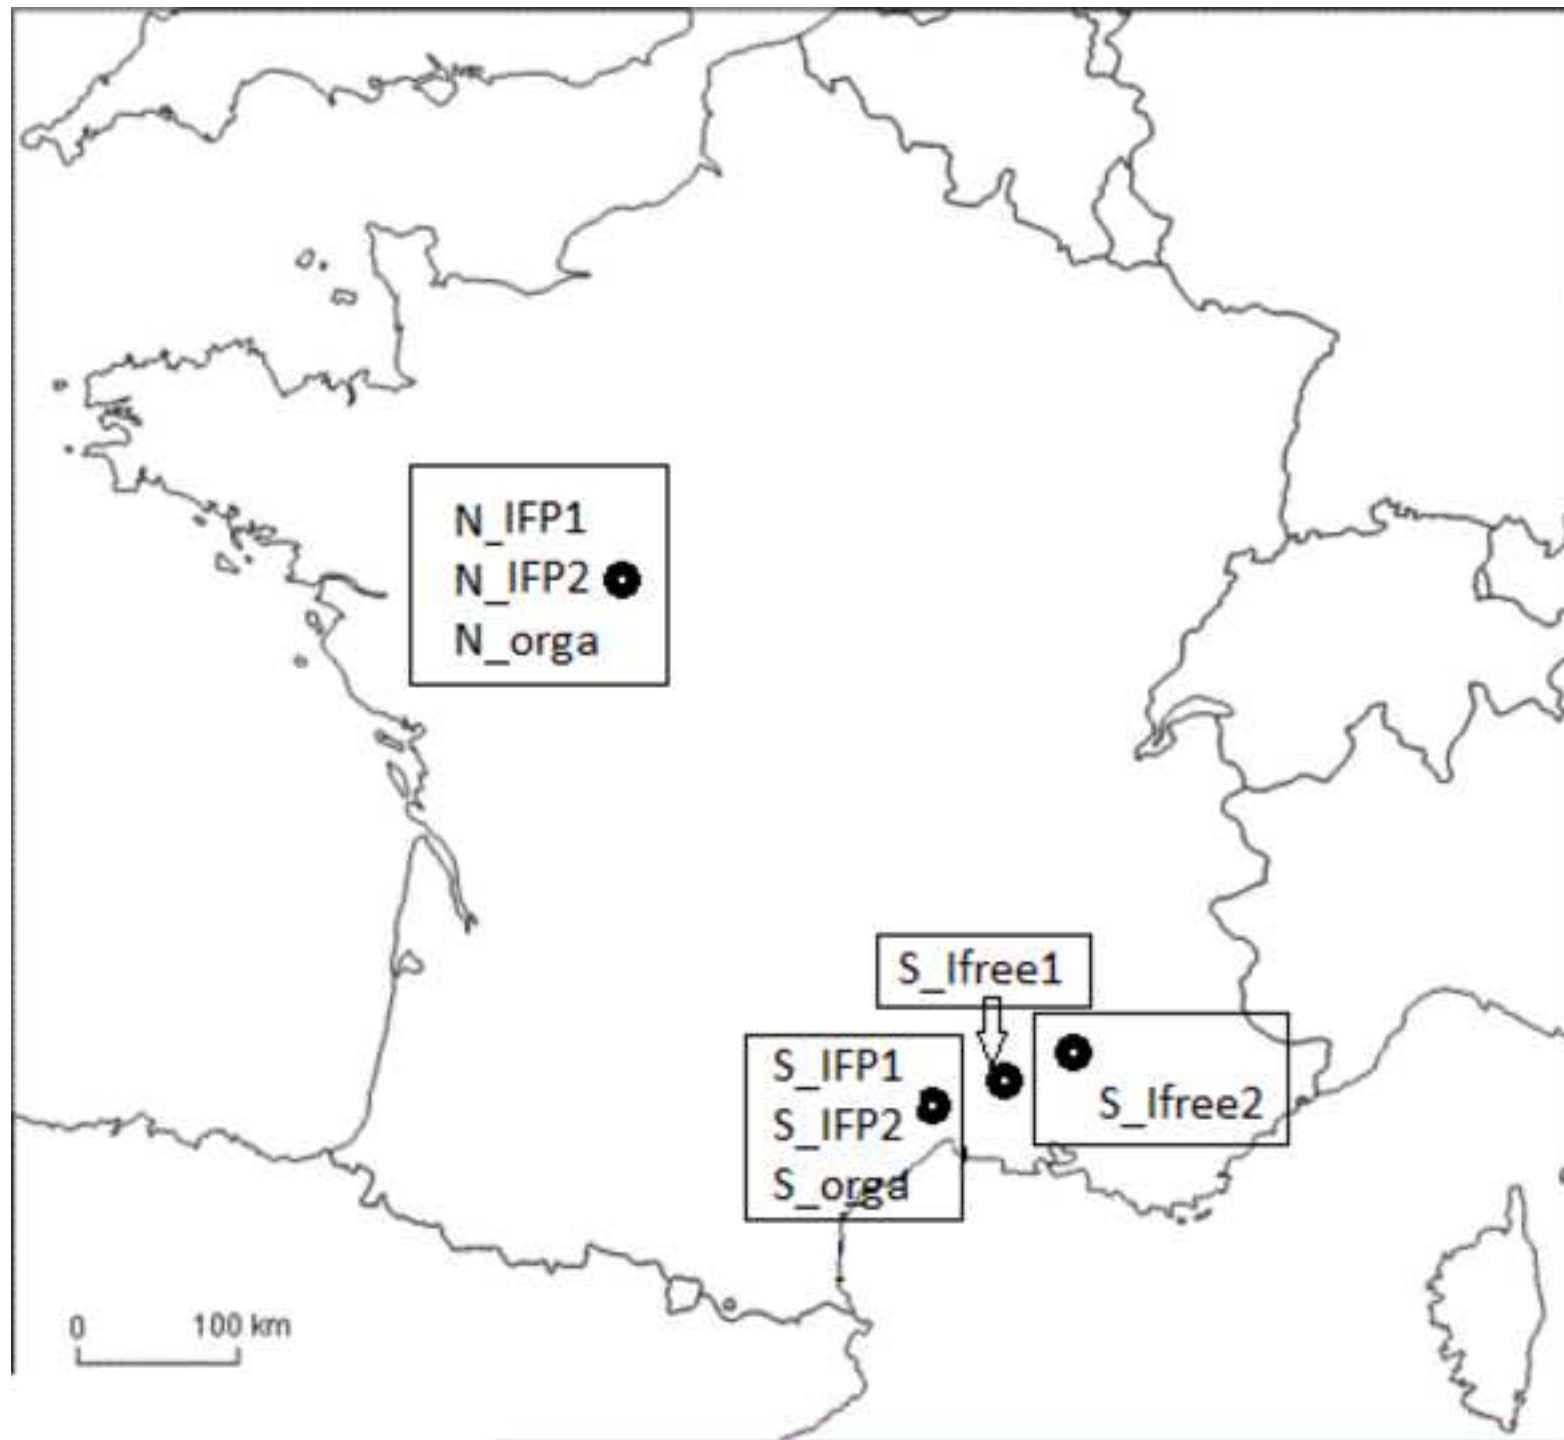 N_IFP1
N_IFP2
N_orga
S_Ifree1
S_IFP1
S_IFP2
S_orga
S_Ifree2
0 100 km